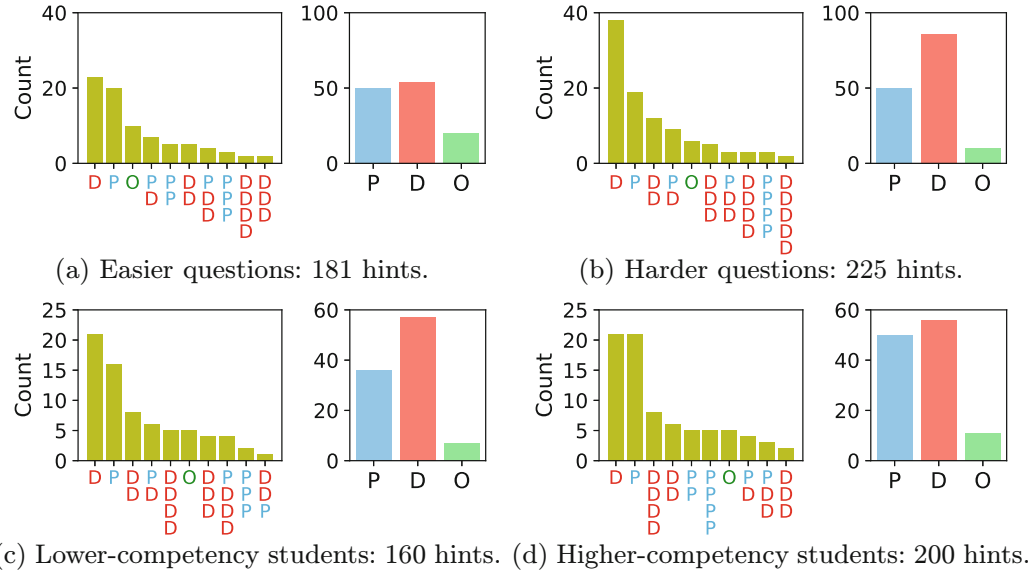 40
20
0
Count
D P O P P D P P D D
D P D D P D D
D P D D
D
100
50
0
P D O
(a) Easier questions: 181 hints.
40
20
0
Count
D P D P O D P D P D
D D D D D P D
D D P D
D P D
D
100
50
0
P D O
(b) Harder questions: 225 hints.
25
20
15
10
5
0
Count
D P D P D O D P P D
D D D D D P D
D D D P P
D D
60
40
20
0
P D O
(c) Lower-competency students: 160 hints.
25
20
15
10
5
0
Count
D P D D P P O P P D
D D P P D D D
D P D D
D P
60
40
20
0
P D O
(d) Higher-competency students: 200 hints.